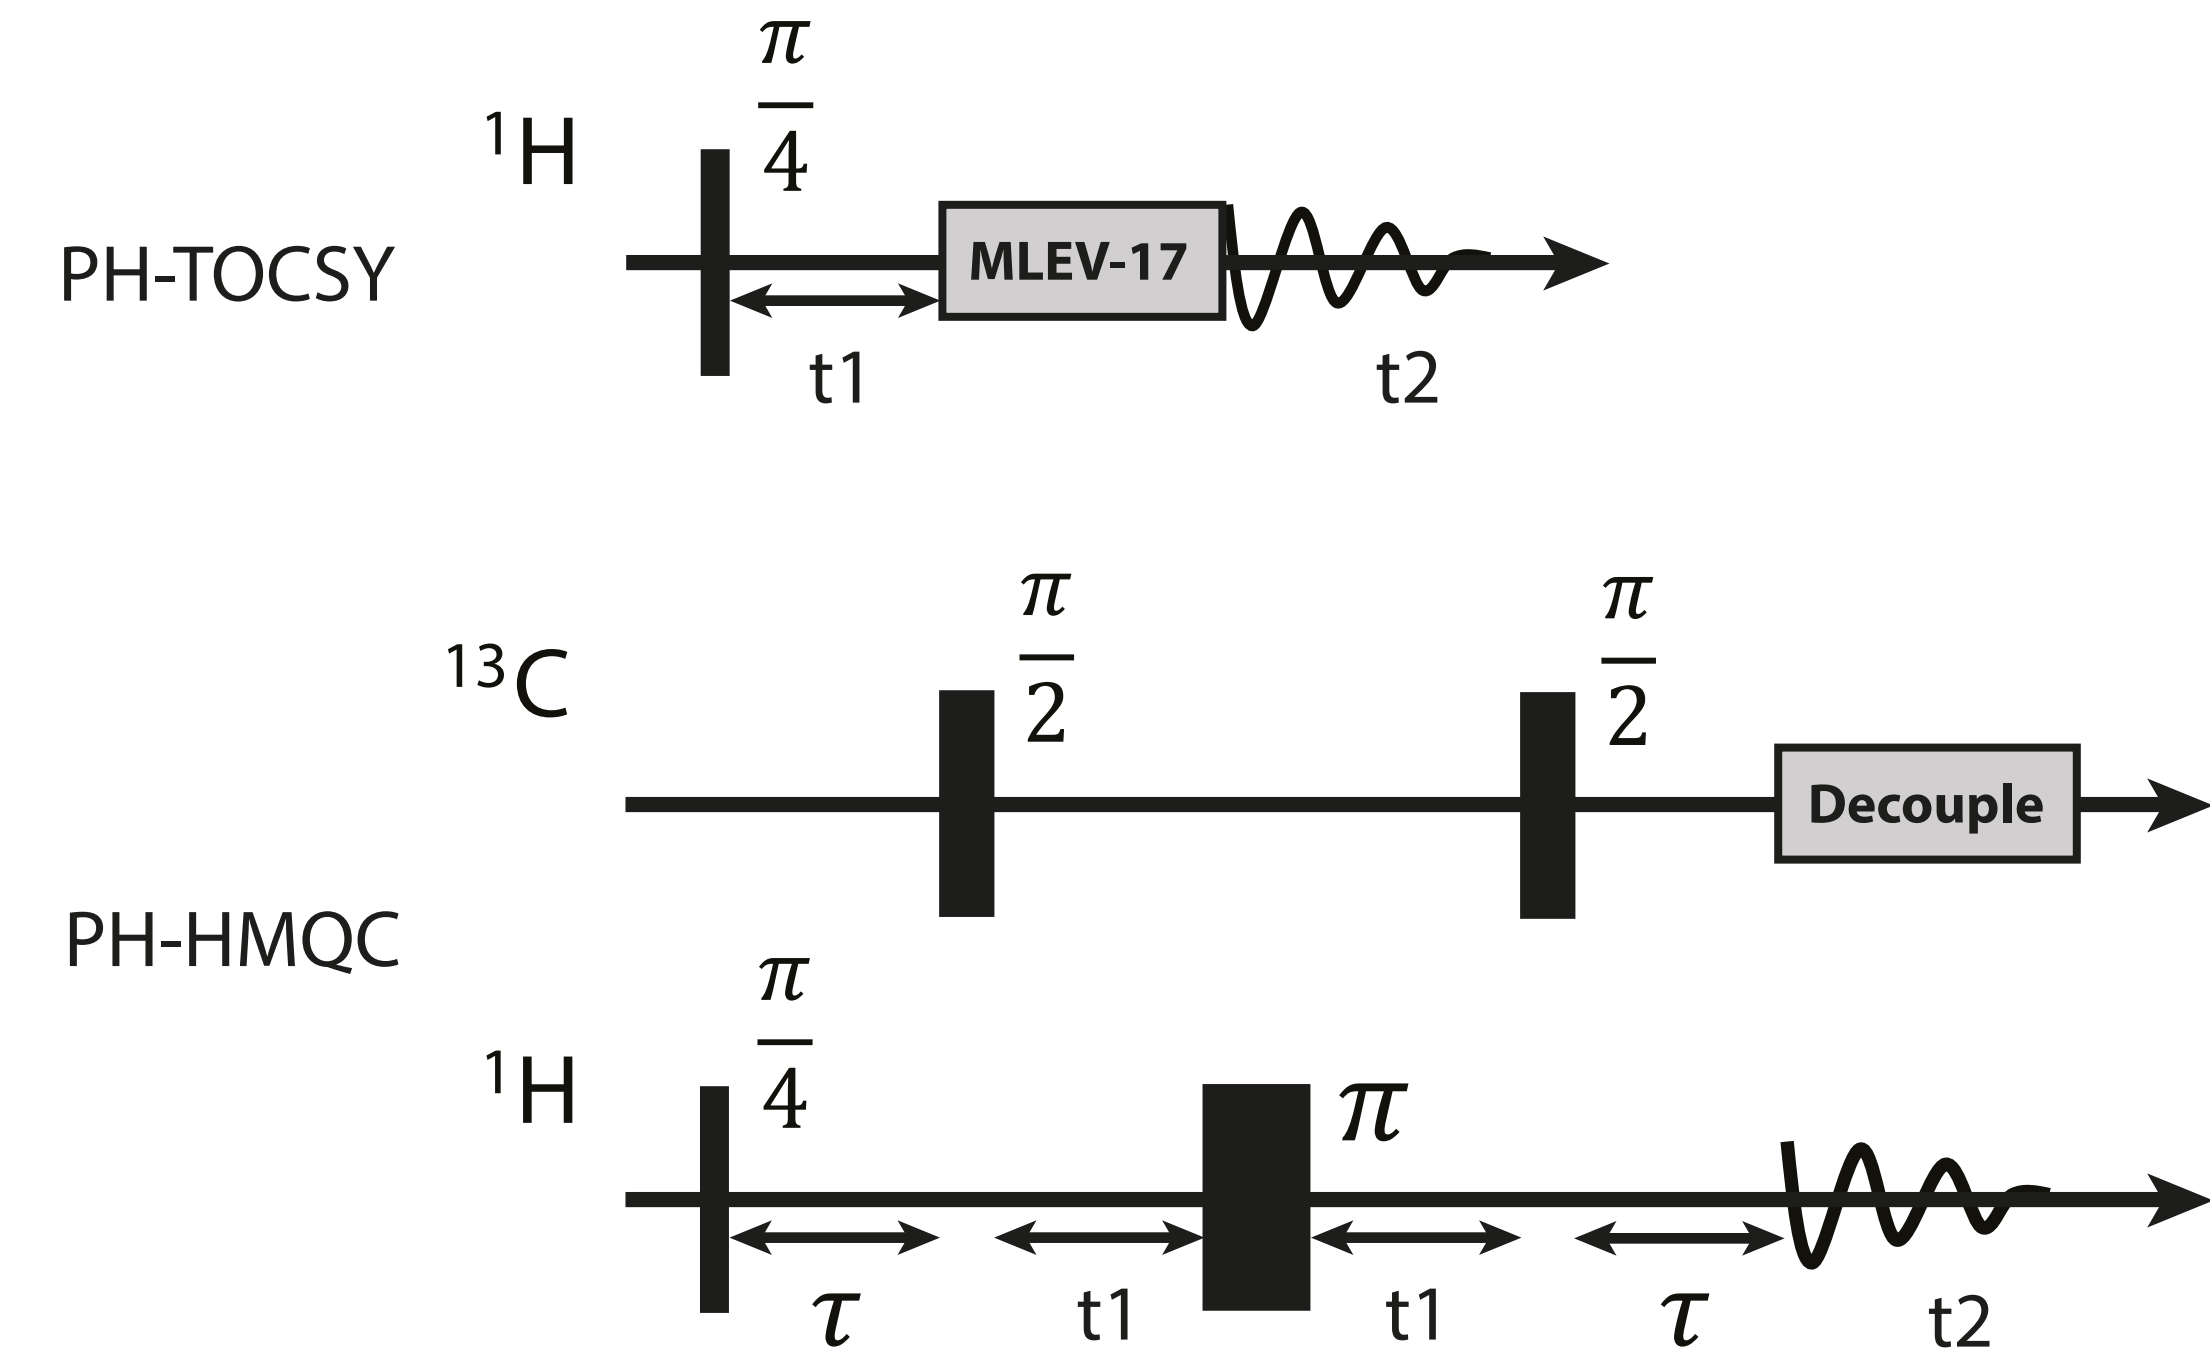 π
4
¹H
PH-TOCSY
MLEV-17
t1
t2
π
2
π
2
¹³C
Decouple
PH-HMQC
π
4
¹H
π
τ
t1
t1
τ
t2